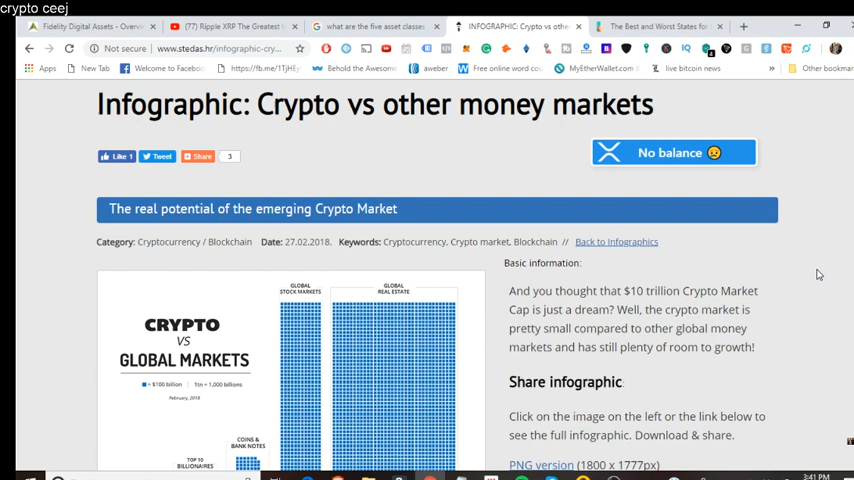 crypto ceej
Fidelity Digital Assets - Overvi
(77) Ripple XRP The Greatest I
what are the five asset classes
INFOGRAPHIC: Crypto vs othe
The Best and Worst States for
Not secure
www.stedas.hr/infographic-cry...
Apps
New Tab
Welcome to Facebo
https://fb.me/1TjHEy
Behold the Awesome
aweber
Free online word cou
MyEtherWallet.com
live bitcoin news
»
Other bookmar
Infographic: Crypto vs other money markets
Like 1
Tweet
Share
3
No balance
The real potential of the emerging Crypto Market
Category: Cryptocurrency / Blockchain Date: 27.02.2018. Keywords: Cryptocurrency, Crypto market, Blockchain // Back to Infographics
Basic information:
And you thought that $10 trillion Crypto Market
Cap is just a dream? Well, the crypto market is
pretty small compared to other global money
markets and has still plenty of room to growth!
Share infographic:
Click on the image on the left or the link below to
see the full infographic. Download & share.
PNG version (1800 x 1777px)
GLOBAL
STOCK MARKETS
GLOBAL
REAL ESTATE
CRYPTO
VS
GLOBAL MARKETS
= $100 billion | 1tn = 1,000 billions
February, 2018
COINS &
BANK NOTES
TOP 10
BILLIONAIRES
3:41 PM